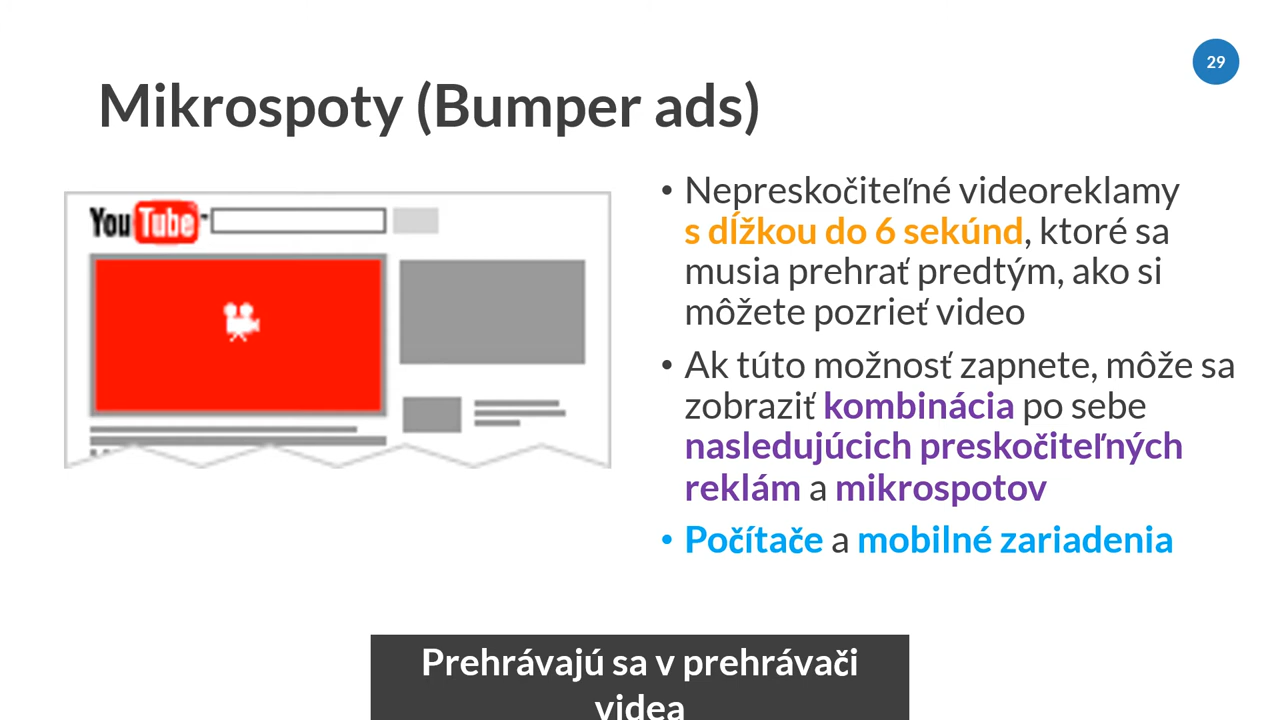 29
Mikrospoty (Bumper ads)
YouTube
• Nepreskočiteľné videoreklamy
s dĺžkou do 6 sekúnd, ktoré sa
musia prehrať predtým, ako si
môžete pozrieť video
• Ak túto možnosť zapnete, môže sa
zobraziť kombinácia po sebe
nasledujúcich preskočiteľných
reklám a mikrospotov
• Počítače a mobilné zariadenia
Prehrávajú sa v prehrávači
videa